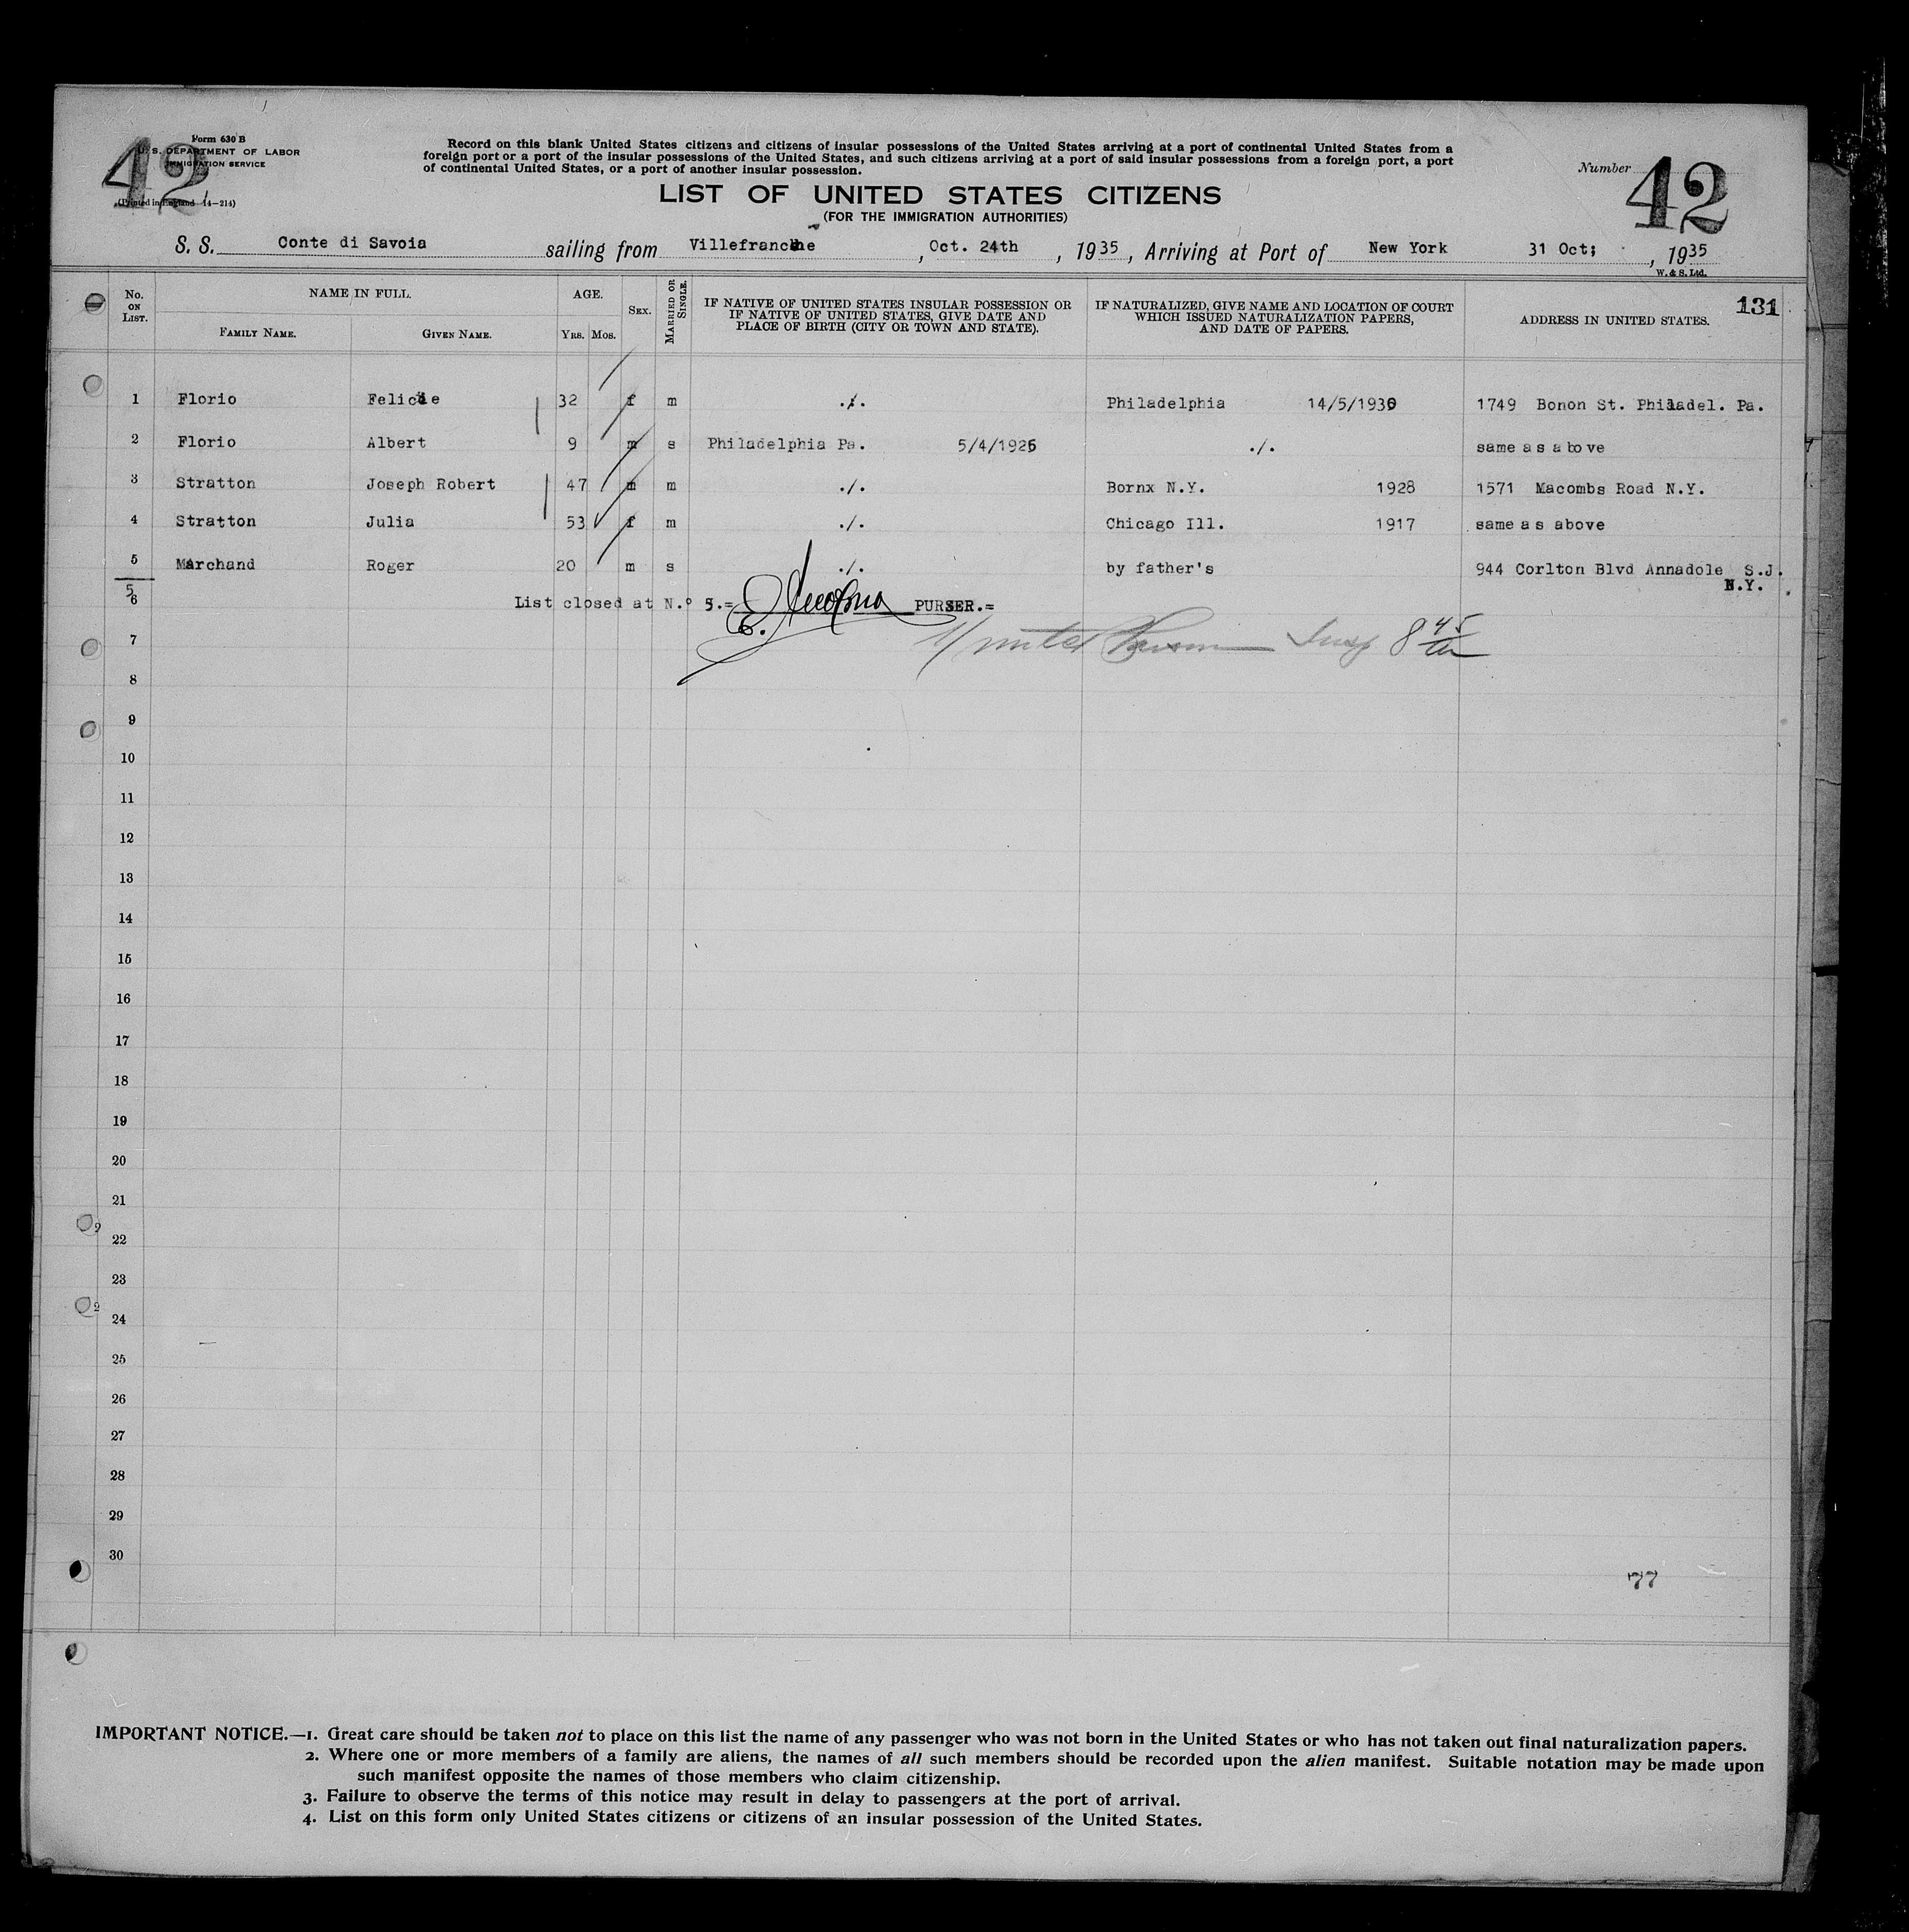 42
Form 630 B
U. S. DEPARTMENT OF LABOR
IMMIGRATION SERVICE
(Printed in England 14—214)
Record on this blank United States citizens and citizens of insular possessions of the United States arriving at a port of continental United States from a
foreign port or a port of the insular possessions of the United States, and such citizens arriving at a port of said insular possessions from a foreign port, a port
of continental United States, or a port of another insular possession.
Number 42
LIST OF UNITED STATES CITIZENS
(FOR THE IMMIGRATION AUTHORITIES)
S. S. Conte di Savoia sailing from Villefranche, Oct. 24th, 1935, Arriving at Port of New York 31 Oct;, 1935
W. & S. Ltd.
131
No. ON LIST. NAME IN FULL. FAMILY NAME. GIVEN NAME. AGE. YRS. MOS. SEX. MARRIED OR SINGLE.
IF NATIVE OF UNITED STATES INSULAR POSSESSION OR
IF NATIVE OF UNITED STATES, GIVE DATE AND
PLACE OF BIRTH (CITY OR TOWN AND STATE).
IF NATURALIZED, GIVE NAME AND LOCATION OF COURT
WHICH ISSUED NATURALIZATION PAPERS,
AND DATE OF PAPERS.
ADDRESS IN UNITED STATES.
1 Florio 32 f m ./. Philadelphia 14/5/1930 1749 Bonon St. Philadel. Pa.
2 Florio Albert 9 m s Philadelphia Pa. 5/4/1926 ./. same as above
3 Stratton Joseph Robert 47 m m ./. Bornx N.Y. 1928 1571 Macombs Road N.Y.
4 Stratton Julia 53 f m ./. Chicago Ill. 1917 same as above
5 Marchand Roger 20 m s ./. by father's 944 Corlton Blvd Annadole S.J.
N.Y.
5
6 List closed at N.º 5.= PURSER.=
7 8 45
8
9
10
11
12
13
14
15
16
17
18
19
20
21
22
23
24
25
26
27
28
29
30
77
IMPORTANT NOTICE.—1. Great care should be taken not to place on this list the name of any passenger who was not born in the United States or who has not taken out final naturalization papers.
2. Where one or more members of a family are aliens, the names of all such members should be recorded upon the alien manifest. Suitable notation may be made upon
such manifest opposite the names of those members who claim citizenship.
3. Failure to observe the terms of this notice may result in delay to passengers at the port of arrival.
4. List on this form only United States citizens or citizens of an insular possession of the United States.